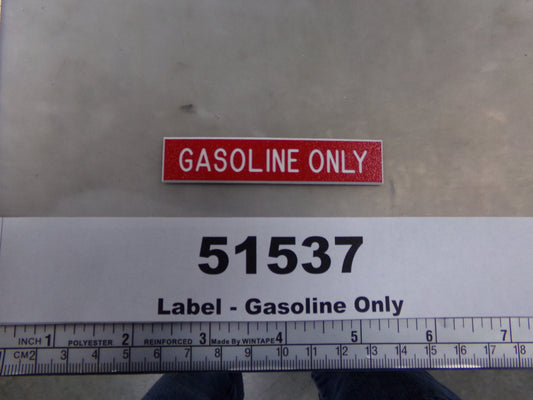 GASOLINE ONLY
51537
Label - Gasoline Only
INCH 1 POLYESTER 2 REINFORCED 3 Made By WINTAPE 4 5 6 7
CM 2 3 4 5 6 7 8 9 10 11 12 13 14 15 16 17 18